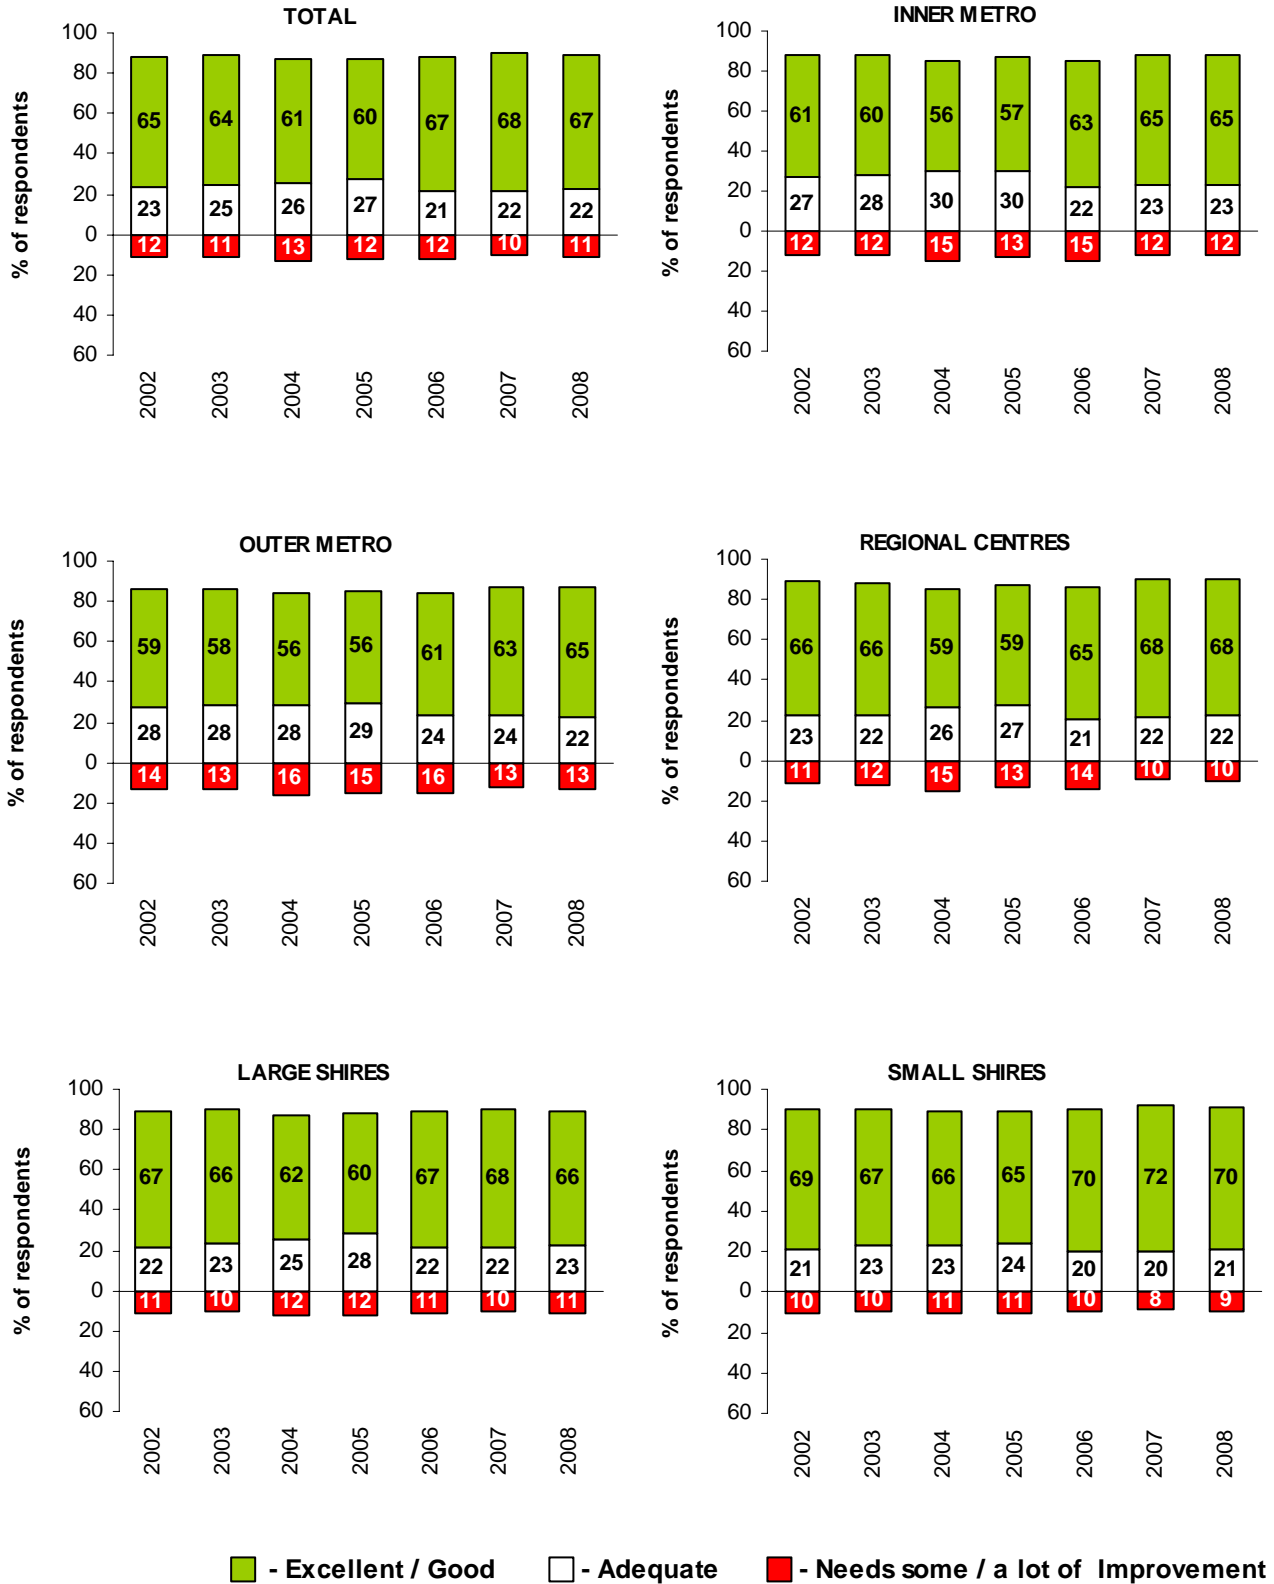 TOTAL
% of respondents
100
80
60
40
20
0
20
40
60
65 64 61 60 67 68 67
23 25 26 27 21 22 22
12 11 13 12 12 10 11
2002 2003 2004 2005 2006 2007 2008
INNER METRO
% of respondents
100
80
60
40
20
0
20
40
60
61 60 56 57 63 65 65
27 28 30 30 22 23 23
12 12 15 13 15 12 12
2002 2003 2004 2005 2006 2007 2008
OUTER METRO
% of respondents
100
80
60
40
20
0
20
40
60
59 58 56 56 61 63 65
28 28 28 29 24 24 22
14 13 16 15 16 13 13
2002 2003 2004 2005 2006 2007 2008
REGIONAL CENTRES
% of respondents
100
80
60
40
20
0
20
40
60
66 66 59 59 65 68 68
23 22 26 27 21 22 22
11 12 15 13 14 10 10
2002 2003 2004 2005 2006 2007 2008
LARGE SHIRES
% of respondents
100
80
60
40
20
0
20
40
60
67 66 62 60 67 68 66
22 23 25 28 22 22 23
11 10 12 12 11 10 11
2002 2003 2004 2005 2006 2007 2008
SMALL SHIRES
% of respondents
100
80
60
40
20
0
20
40
60
69 67 66 65 70 72 70
21 23 23 24 20 20 21
10 10 11 11 10 8 9
2002 2003 2004 2005 2006 2007 2008
- Excellent / Good - Adequate - Needs some / a lot of Improvement